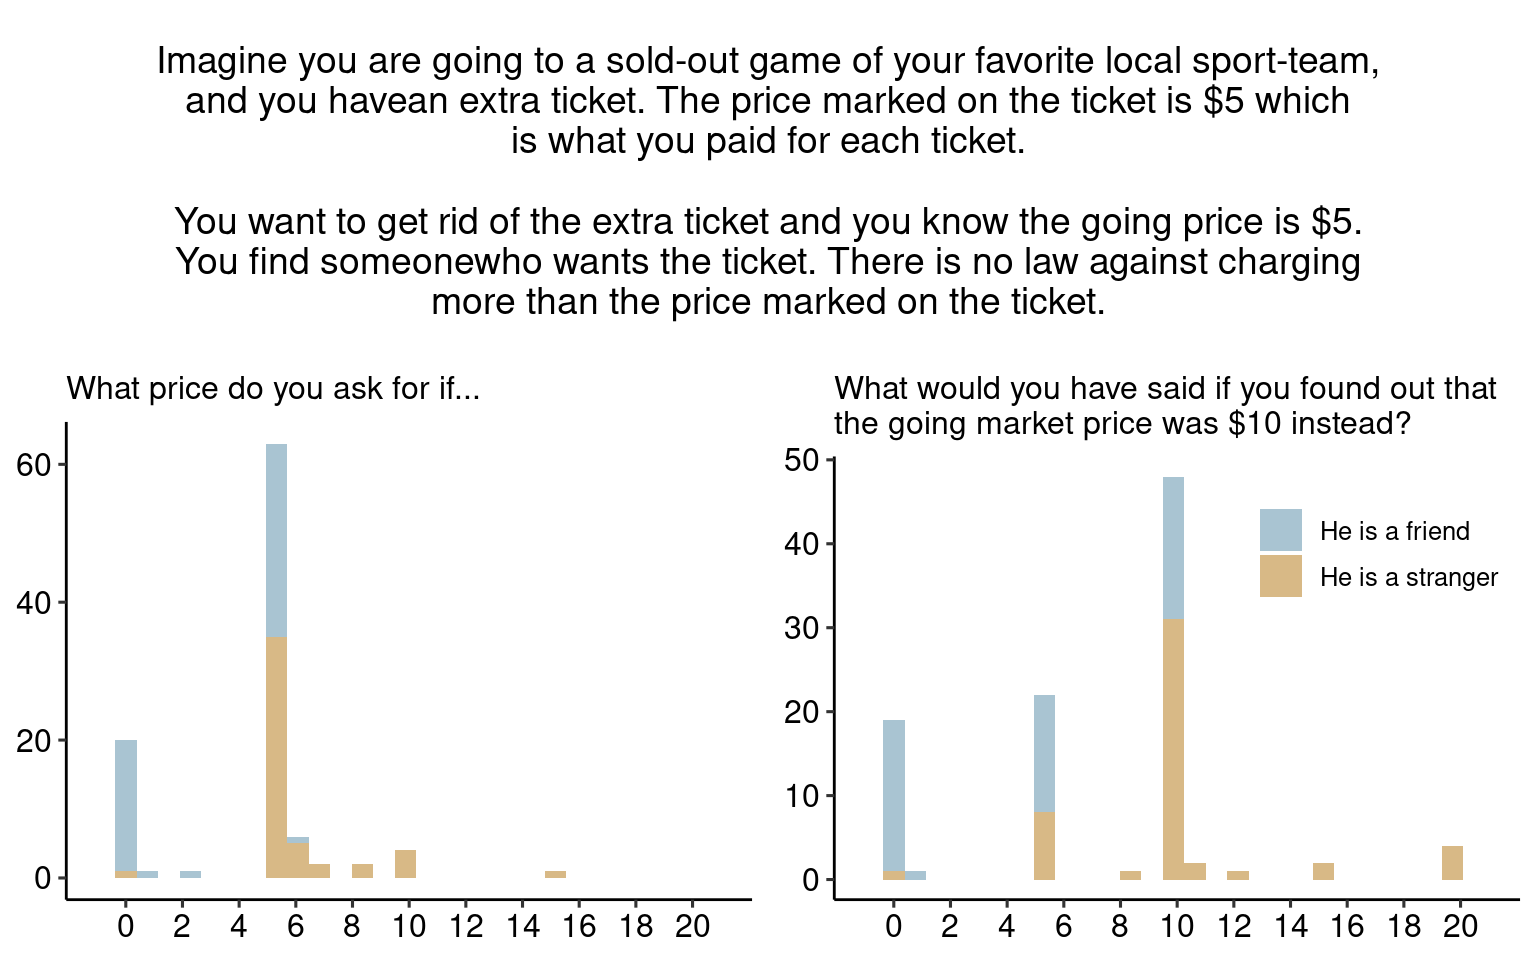 Imagine you are going to a sold-out game of your favorite local sport-team,
and you havean extra ticket. The price marked on the ticket is $5 which
is what you paid for each ticket.
You want to get rid of the extra ticket and you know the going price is $5.
You find someonewho wants the ticket. There is no law against charging
more than the price marked on the ticket.
What price do you ask for if...
60
40
20
0
0 2 4 6 8 10 12 14 16 18 20
What would you have said if you found out that
the going market price was $10 instead?
50
40
30
20
10
0
He is a friend
He is a stranger
0 2 4 6 8 10 12 14 16 18 20